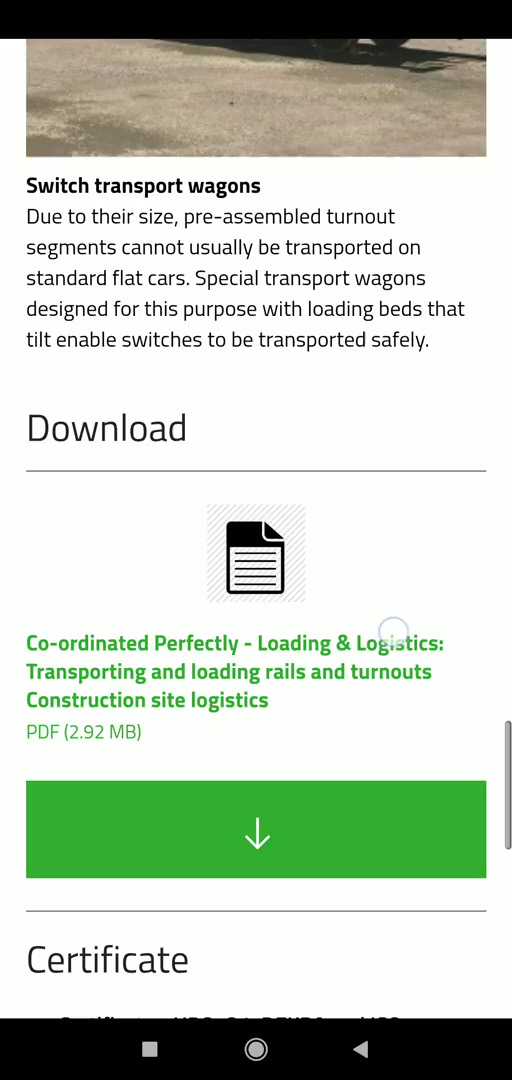 Switch transport wagons
Due to their size, pre-assembled turnout
segments cannot usually be transported on
standard flat cars. Special transport wagons
designed for this purpose with loading beds that
tilt enable switches to be transported safely.
Download
Co-ordinated Perfectly - Loading & Logistics:
Transporting and loading rails and turnouts
Construction site logistics
PDF (2.92 MB)
Certificate